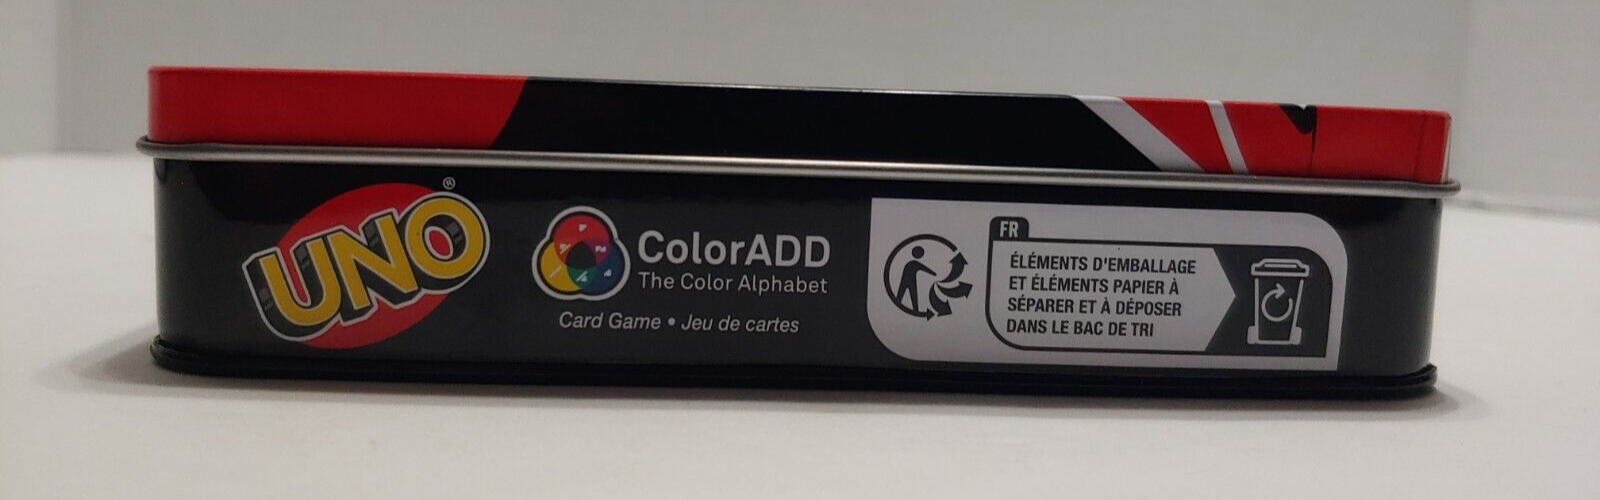 UNO®
ColorADD
The Color Alphabet
Card Game • Jeu de cartes
FR
ÉLÉMENTS D'EMBALLAGE
ET ÉLÉMENTS PAPIER À
SÉPARER ET À DÉPOSER
DANS LE BAC DE TRI